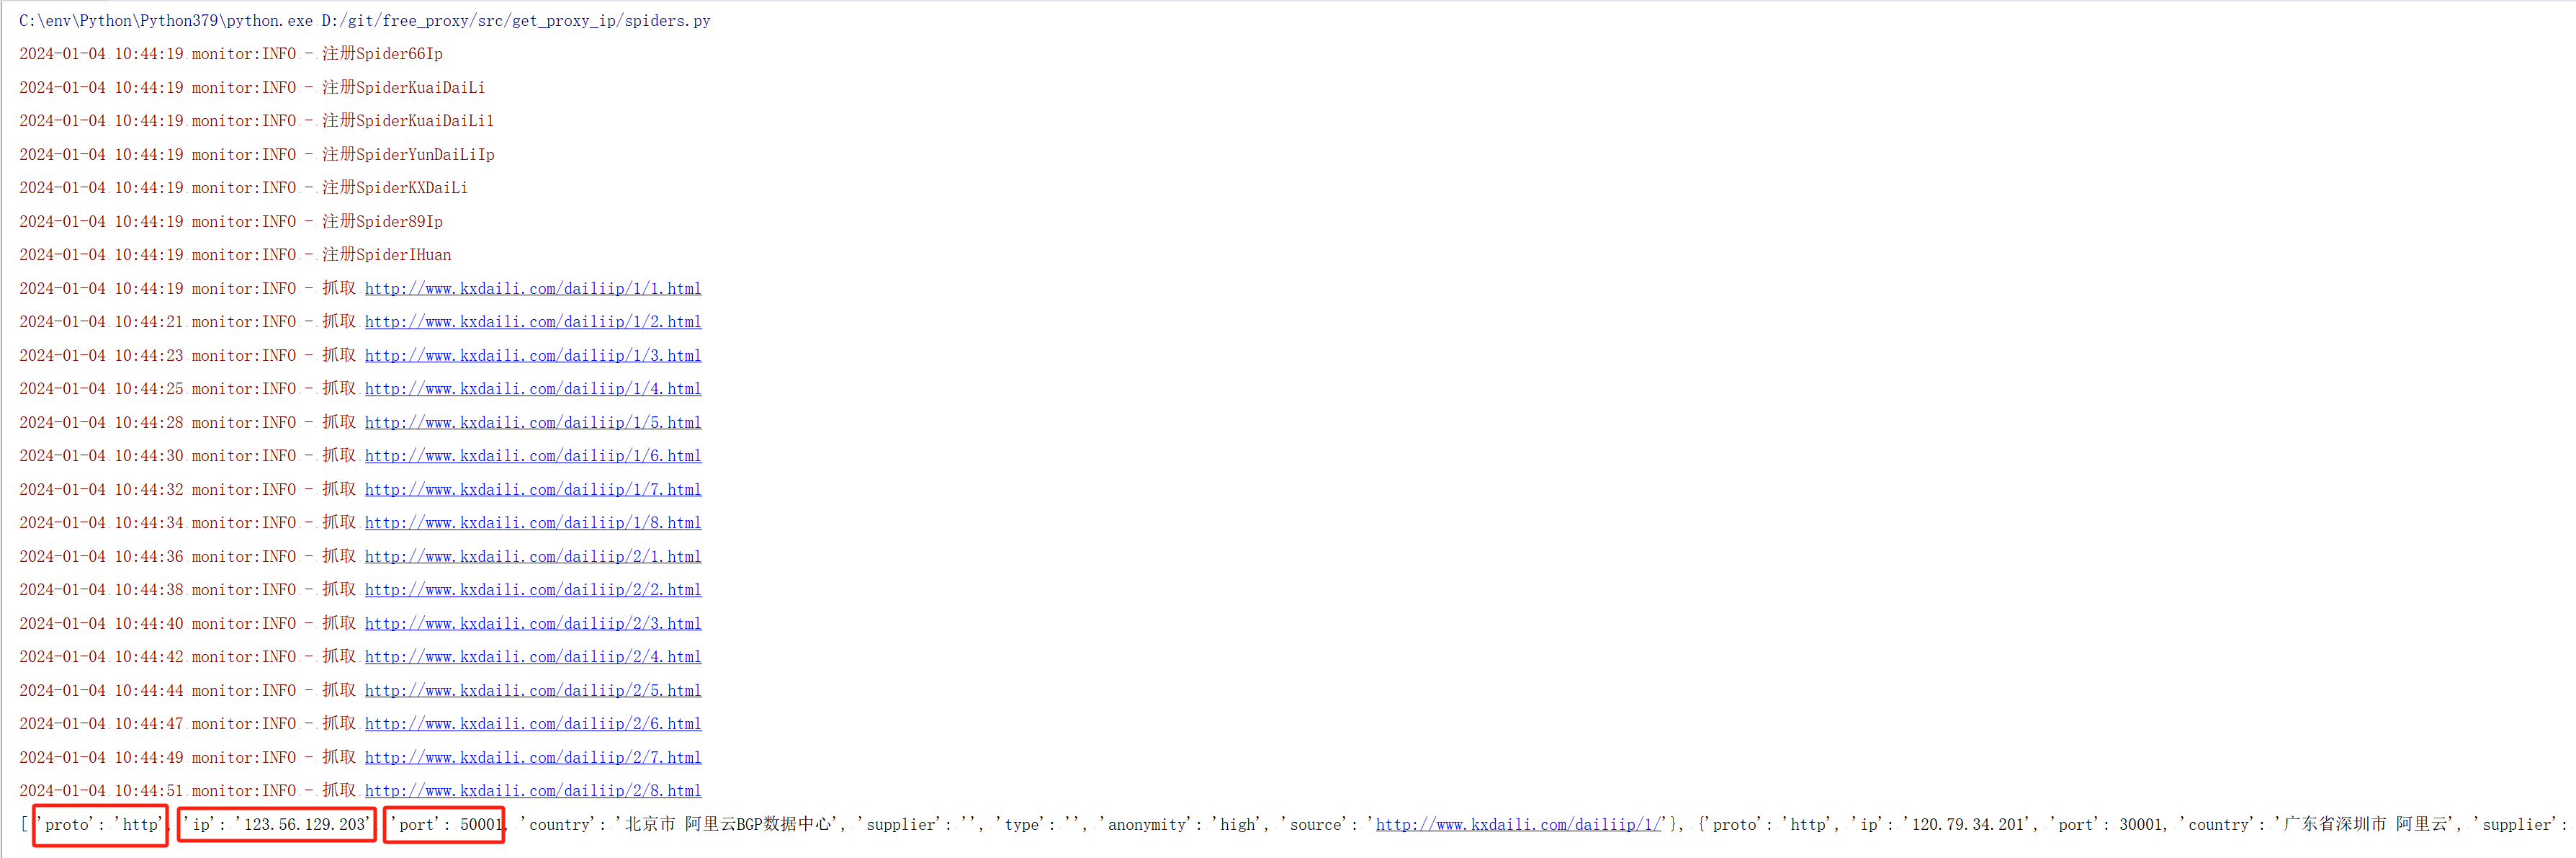 C:\env\Python\Python379\python.exe D:/git/free_proxy/src/get_proxy_ip/spiders.py
2024-01-04 10:44:19 monitor:INFO - 注册Spider66Ip
2024-01-04 10:44:19 monitor:INFO - 注册SpiderKuaiDaiLi
2024-01-04 10:44:19 monitor:INFO - 注册SpiderKuaiDaiLi1
2024-01-04 10:44:19 monitor:INFO - 注册SpiderYunDaiLiIp
2024-01-04 10:44:19 monitor:INFO - 注册SpiderKXDaiLi
2024-01-04 10:44:19 monitor:INFO - 注册Spider89Ip
2024-01-04 10:44:19 monitor:INFO - 注册SpiderIHuan
2024-01-04 10:44:19 monitor:INFO - 抓取 http://www.kxdaili.com/dailiip/1/1.html
2024-01-04 10:44:21 monitor:INFO - 抓取 http://www.kxdaili.com/dailiip/1/2.html
2024-01-04 10:44:23 monitor:INFO - 抓取 http://www.kxdaili.com/dailiip/1/3.html
2024-01-04 10:44:25 monitor:INFO - 抓取 http://www.kxdaili.com/dailiip/1/4.html
2024-01-04 10:44:28 monitor:INFO - 抓取 http://www.kxdaili.com/dailiip/1/5.html
2024-01-04 10:44:30 monitor:INFO - 抓取 http://www.kxdaili.com/dailiip/1/6.html
2024-01-04 10:44:32 monitor:INFO - 抓取 http://www.kxdaili.com/dailiip/1/7.html
2024-01-04 10:44:34 monitor:INFO - 抓取 http://www.kxdaili.com/dailiip/1/8.html
2024-01-04 10:44:36 monitor:INFO - 抓取 http://www.kxdaili.com/dailiip/2/1.html
2024-01-04 10:44:38 monitor:INFO - 抓取 http://www.kxdaili.com/dailiip/2/2.html
2024-01-04 10:44:40 monitor:INFO - 抓取 http://www.kxdaili.com/dailiip/2/3.html
2024-01-04 10:44:42 monitor:INFO - 抓取 http://www.kxdaili.com/dailiip/2/4.html
2024-01-04 10:44:44 monitor:INFO - 抓取 http://www.kxdaili.com/dailiip/2/5.html
2024-01-04 10:44:47 monitor:INFO - 抓取 http://www.kxdaili.com/dailiip/2/6.html
2024-01-04 10:44:49 monitor:INFO - 抓取 http://www.kxdaili.com/dailiip/2/7.html
2024-01-04 10:44:51 monitor:INFO - 抓取 http://www.kxdaili.com/dailiip/2/8.html
[{'proto': 'http', 'ip': '123.56.129.203', 'port': 50001, 'country': '北京市 阿里云BGP数据中心', 'supplier': '', 'type': '', 'anonymity': 'high', 'source': 'http://www.kxdaili.com/dailiip/1/'}, {'proto': 'http', 'ip': '120.79.34.201', 'port': 30001, 'country': '广东省深圳市 阿里云', 'supplier':